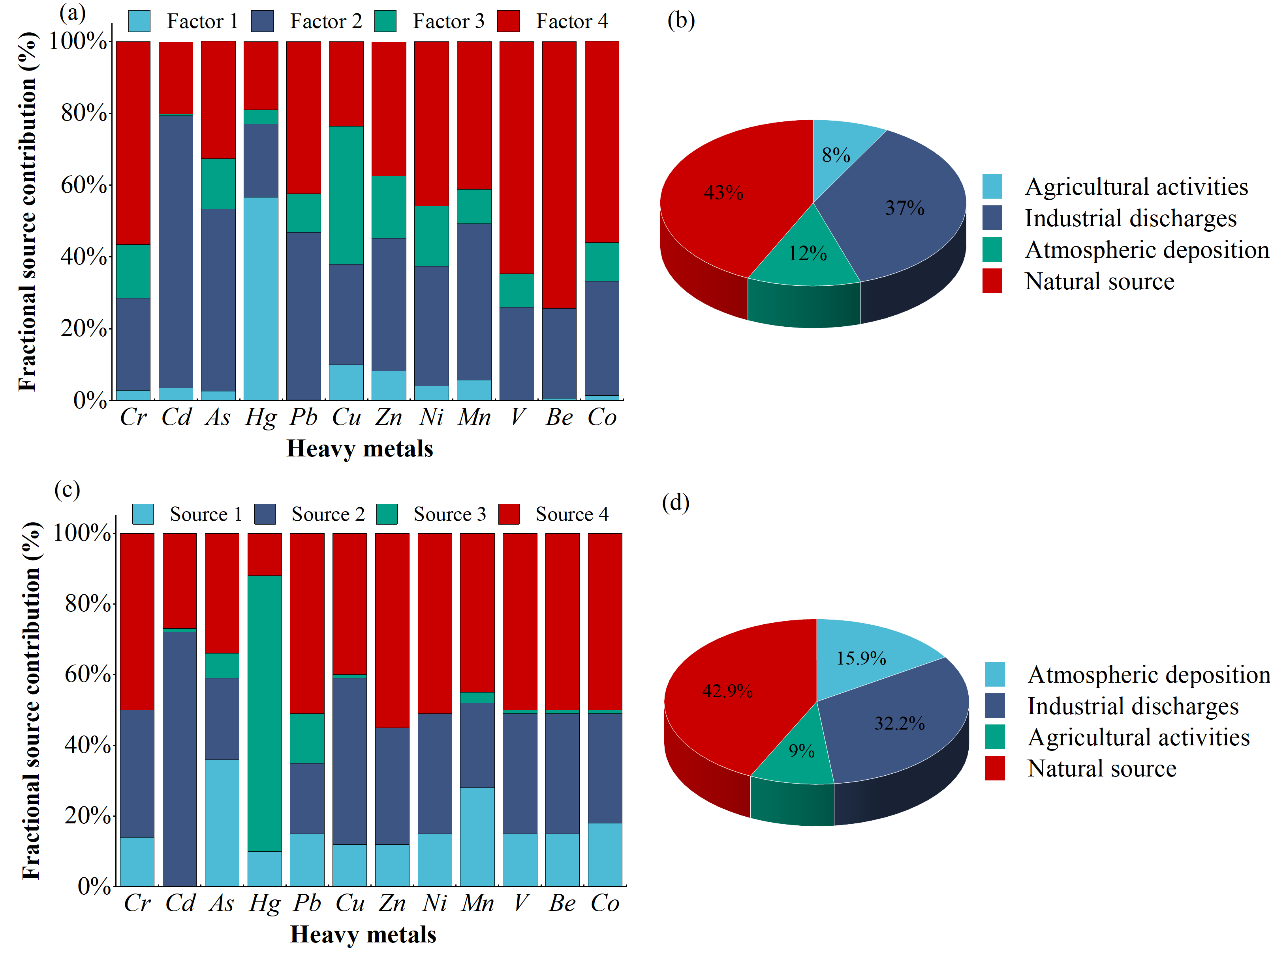 (a)
Factor 1 Factor 2 Factor 3 Factor 4
Fractional source contribution (%)
100%
80%
60%
40%
20%
0%
Cr Cd As Hg Pb Cu Zn Ni Mn V Be Co
Heavy metals
(b)
8%
37%
12%
43%
Agricultural activities
Industrial discharges
Atmospheric deposition
Natural source
(c)
Source 1 Source 2 Source 3 Source 4
Fractional source contribution (%)
100%
80%
60%
40%
20%
0%
Cr Cd As Hg Pb Cu Zn Ni Mn V Be Co
Heavy metals
(d)
15.9%
32.2%
9%
42.9%
Atmospheric deposition
Industrial discharges
Agricultural activities
Natural source